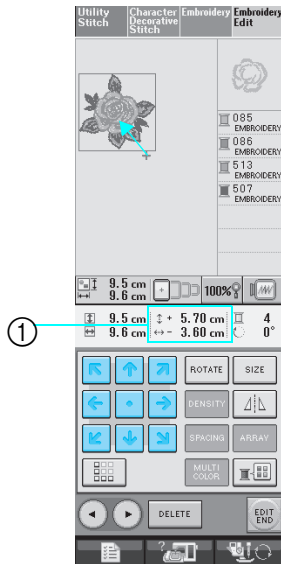 Utility Stitch
Character Decorative Stitch
Embroidery
Embroidery Edit
085
EMBROIDERY
086
EMBROIDERY
513
EMBROIDERY
507
EMBROIDERY
9.5 cm
9.6 cm
100%
1
9.5 cm
9.6 cm
+ 5.70 cm
- 3.60 cm
4
0°
ROTATE
SIZE
DENSITY
SPACING
ARRAY
MULTI COLOR
DELETE
EDIT END
?